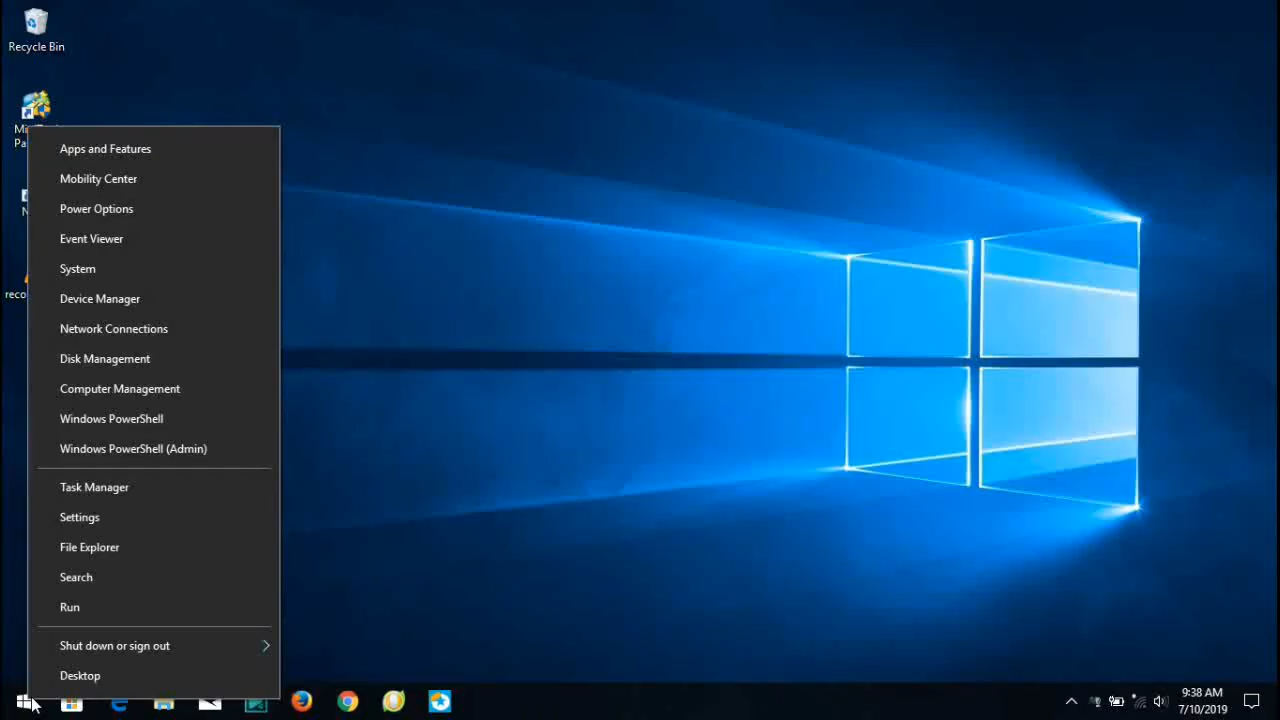 Recycle Bin
Apps and Features
Mobility Center
Power Options
Event Viewer
System
Device Manager
Network Connections
Disk Management
Computer Management
Windows PowerShell
Windows PowerShell (Admin)
Task Manager
Settings
File Explorer
Search
Run
Shut down or sign out
Desktop
9:38 AM
7/10/2019